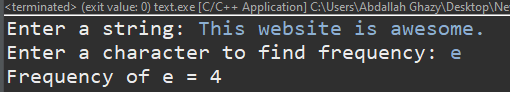 <terminated> (exit value: 0) text.exe [C/C++ Application] C:\Users\Abdallah Ghazy\Desktop\Ne
Enter a string: This website is awesome.
Enter a character to find frequency: e
Frequency of e = 4